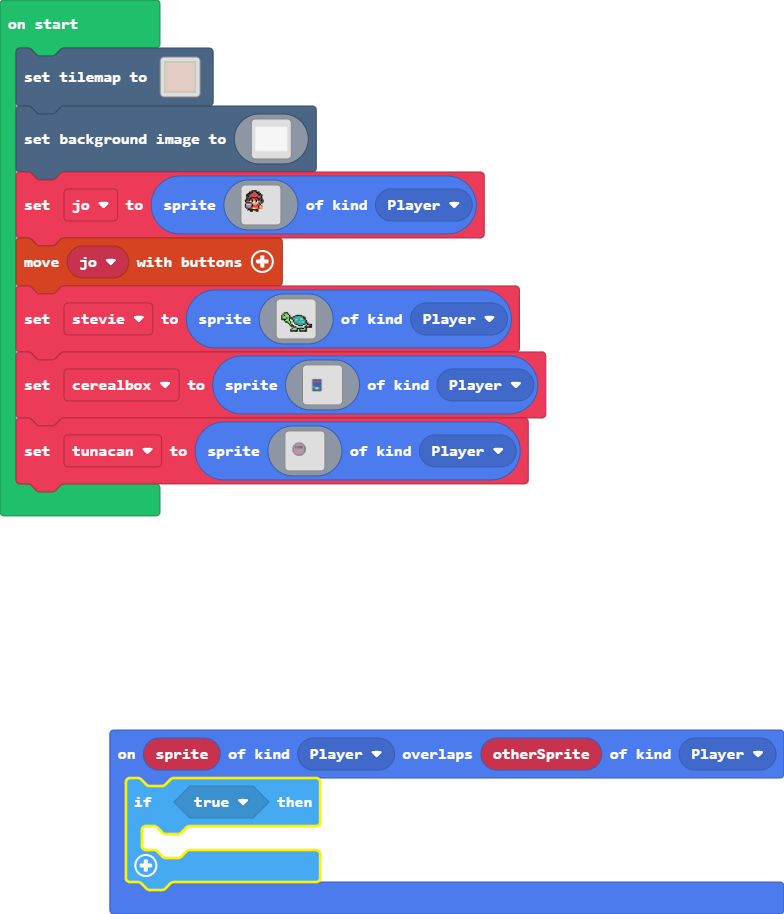 on start
set tilemap to
set background image to
set jo to sprite of kind Player
move jo with buttons
set stevie to sprite of kind Player
set cerealbox to sprite of kind Player
set tunacan to sprite of kind Player
on sprite of kind Player overlaps otherSprite of kind Player
if true then